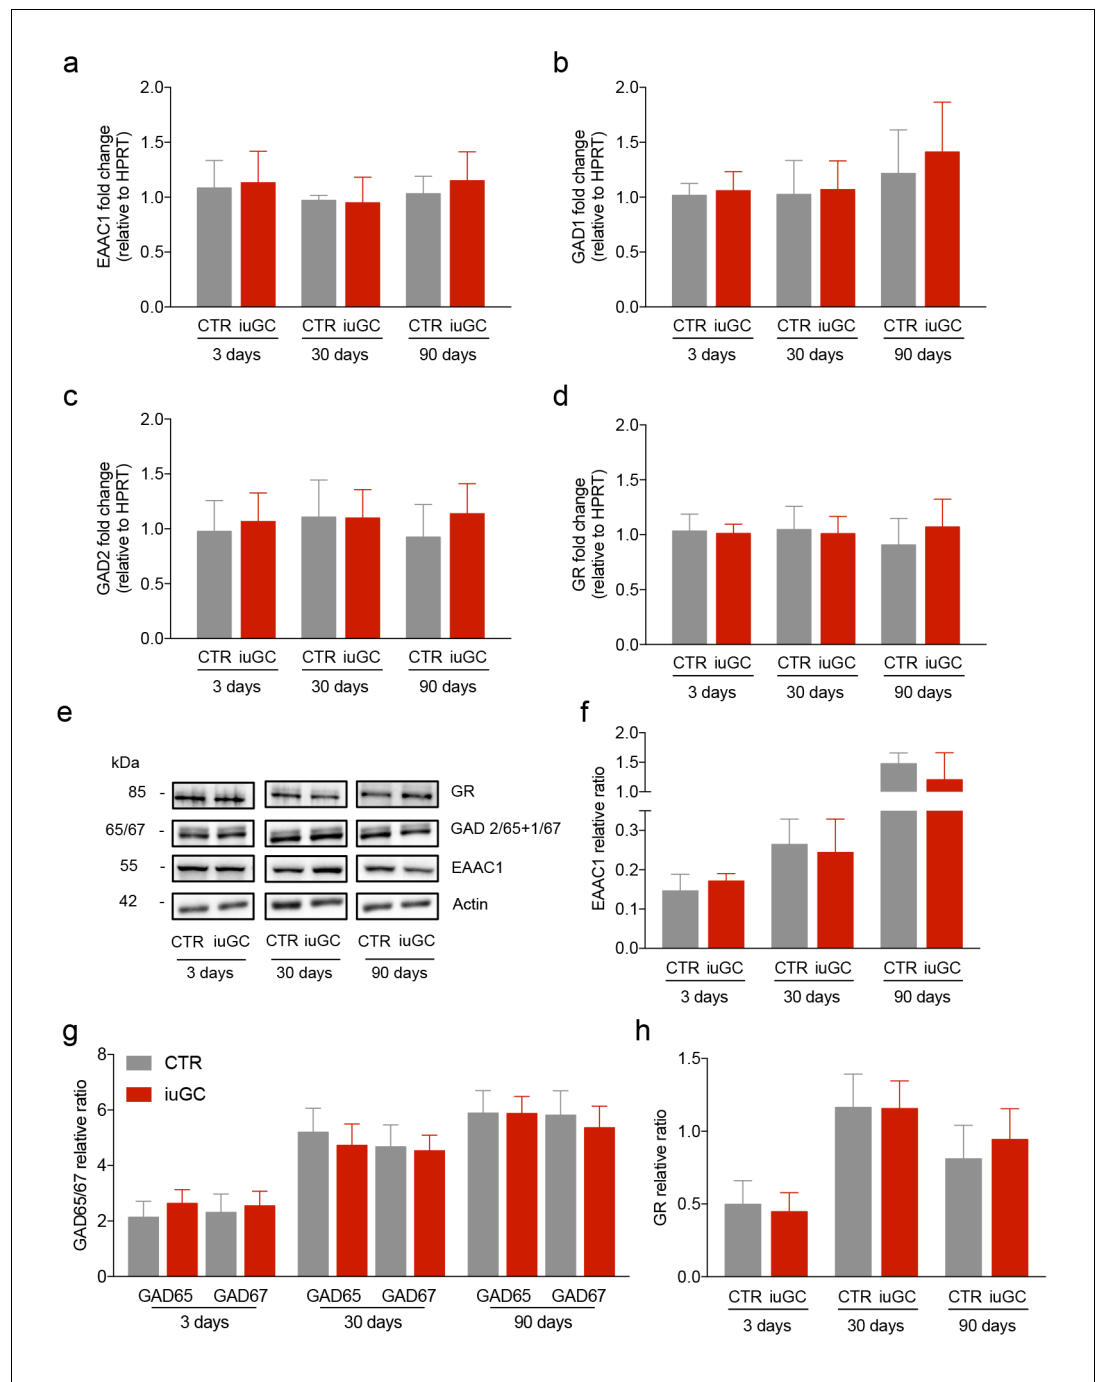 a
EAAC1 fold change
(relative to HPRT)
2.0
1.5
1.0
0.5
0.0
CTR iuGC CTR iuGC CTR iuGC
3 days 30 days 90 days
b
GAD1 fold change
(relative to HPRT)
2.0
1.5
1.0
0.5
0.0
CTR iuGC CTR iuGC CTR iuGC
3 days 30 days 90 days
c
GAD2 fold change
(relative to HPRT)
2.0
1.5
1.0
0.5
0.0
CTR iuGC CTR iuGC CTR iuGC
3 days 30 days 90 days
d
GR fold change
(relative to HPRT)
2.0
1.5
1.0
0.5
0.0
CTR iuGC CTR iuGC CTR iuGC
3 days 30 days 90 days
e
kDa
85 - GR
65/67 - GAD 2/65+1/67
55 - EAAC1
42 - Actin
CTR iuGC CTR iuGC CTR iuGC
3 days 30 days 90 days
f
EAAC1 relative ratio
2.0
1.5
1.0
0.3
0.2
0.1
0.0
CTR iuGC CTR iuGC CTR iuGC
3 days 30 days 90 days
g
GAD65/67 relative ratio
8
6
4
2
0
CTR
iuGC
GAD65 GAD67 GAD65 GAD67 GAD65 GAD67
3 days 30 days 90 days
h
GR relative ratio
1.5
1.0
0.5
0.0
CTR iuGC CTR iuGC CTR iuGC
3 days 30 days 90 days